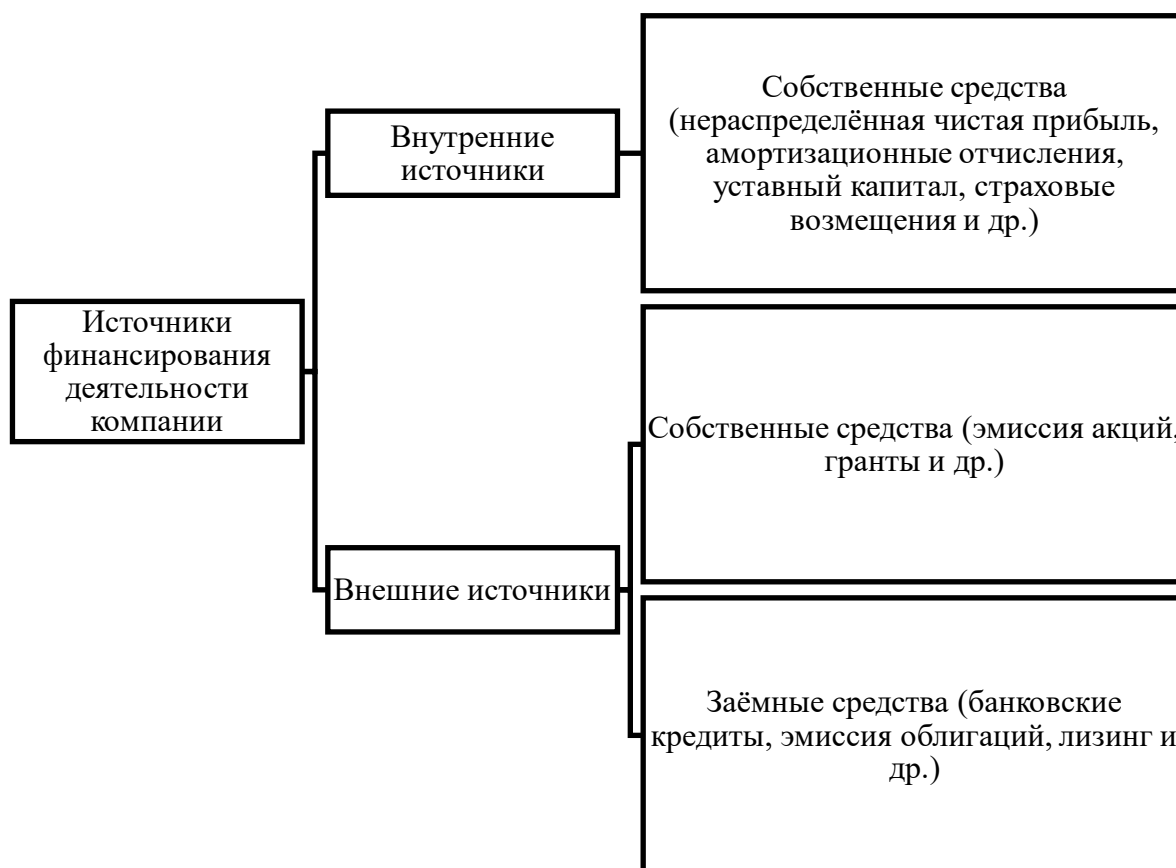 Источники
финансирования
деятельности
компании
Внутренние
источники
Собственные средства
(нераспределённая чистая прибыль,
амортизационные отчисления,
уставный капитал, страховые
возмещения и др.)
Внешние источники
Собственные средства (эмиссия акций,
гранты и др.)
Заёмные средства (банковские
кредиты, эмиссия облигаций, лизинг и
др.)